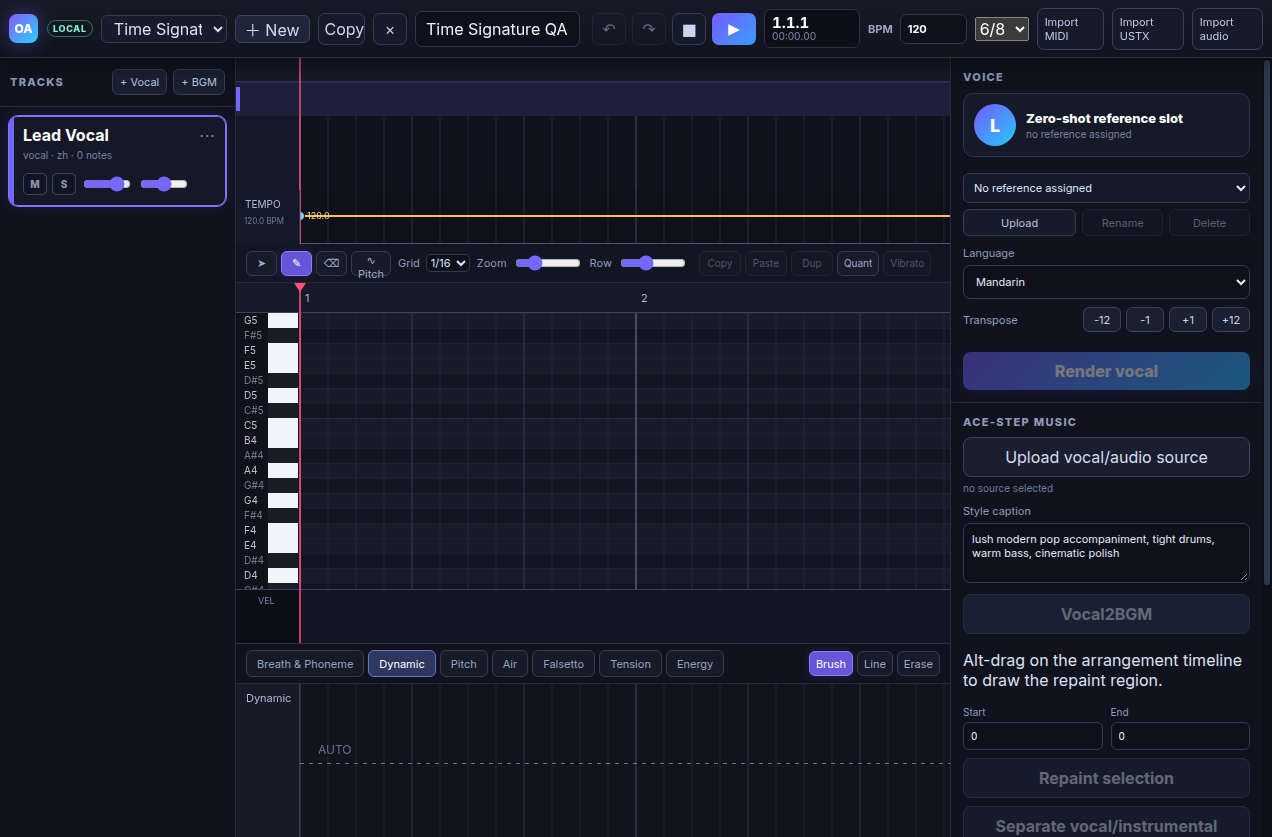 OA
LOCAL
Time Signat
+ New
Copy
×
Time Signature QA
1.1.1
00:00.00
BPM
120
6/8
Import MIDI
Import USTX
Import audio
TRACKS
+ Vocal
+ BGM
Lead Vocal
vocal · zh · 0 notes
M
S
TEMPO
120.0 BPM
120.0
Pitch
Grid
1/16
Zoom
Row
Copy
Paste
Dup
Quant
Vibrato
1
2
G5
F#5
F5
E5
D#5
D5
C#5
C5
B4
A#4
A4
G#4
G4
F#4
F4
E4
D#4
D4
C#4
VEL
Breath & Phoneme
Dynamic
Pitch
Air
Falsetto
Tension
Energy
Brush
Line
Erase
Dynamic
AUTO
VOICE
L
Zero-shot reference slot
no reference assigned
No reference assigned
Upload
Rename
Delete
Language
Mandarin
Transpose
-12
-1
+1
+12
Render vocal
ACE-STEP MUSIC
Upload vocal/audio source
no source selected
Style caption
lush modern pop accompaniment, tight drums,
warm bass, cinematic polish
Vocal2BGM
Alt-drag on the arrangement timeline
to draw the repaint region.
Start
End
0
0
Repaint selection
Separate vocal/instrumental